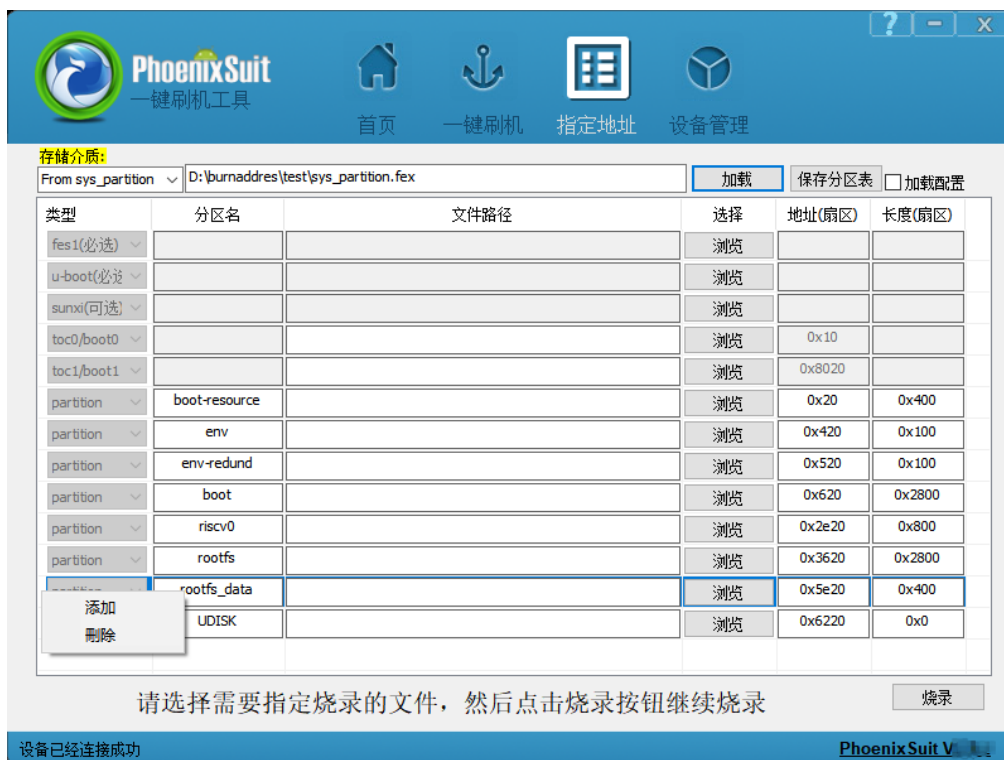 ? - X
PhoenixSuit
一键刷机工具
首页 一键刷机 指定地址 设备管理
存储介质:
From sys_partition D:\burnaddres\test\sys_partition.fex 加载 保存分区表 加载配置
类型 分区名 文件路径 选择 地址(扇区) 长度(扇区)
fes1(必选) 浏览
u-boot(必选 浏览
sunxi(可选) 浏览
toc0/boot0 浏览 0x10
toc1/boot1 浏览 0x8020
partition boot-resource 浏览 0x20 0x400
partition env 浏览 0x420 0x100
partition env-redund 浏览 0x520 0x100
partition boot 浏览 0x620 0x2800
partition riscv0 浏览 0x2e20 0x800
partition rootfs 浏览 0x3620 0x2800
rootfs_data 浏览 0x5e20 0x400
添加
UDISK 浏览 0x6220 0x0
删除
请选择需要指定烧录的文件，然后点击烧录按钮继续烧录 烧录
设备已经连接成功 PhoenixSuit V